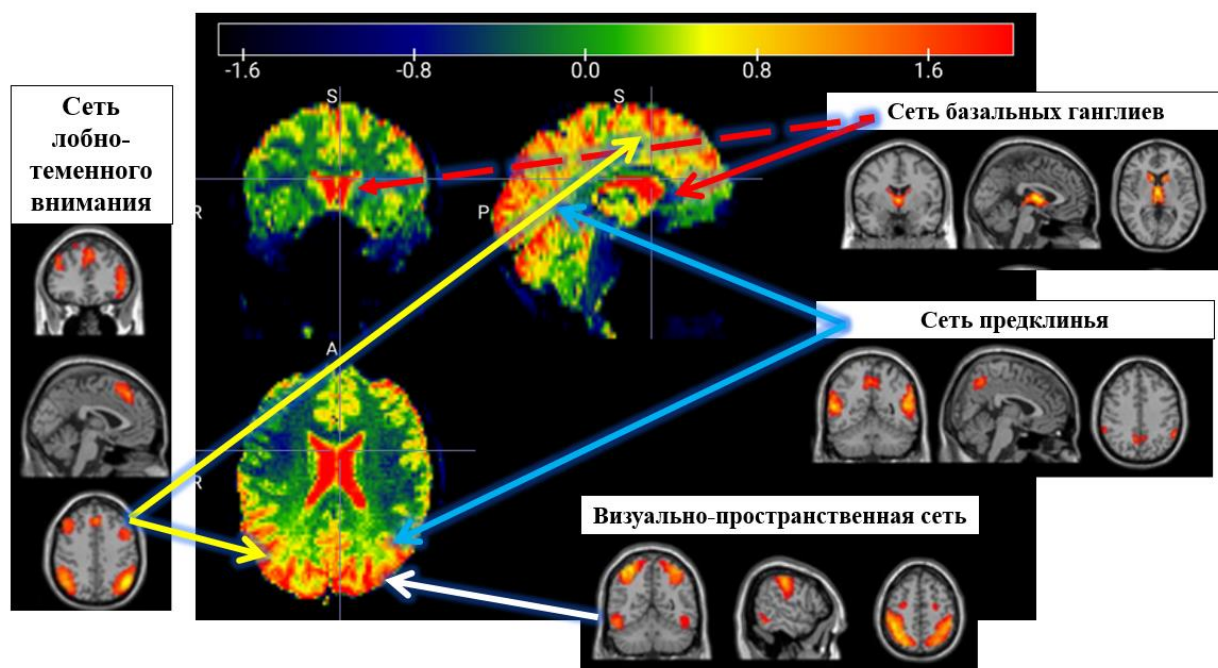 -1.6 -0.8 0.0 0.8 1.6
S
S
Сеть
лобно-
теменного
внимания
Сеть базальных ганглиев
R
P
Сеть предклинья
A
R
Визуально-пространственная сеть